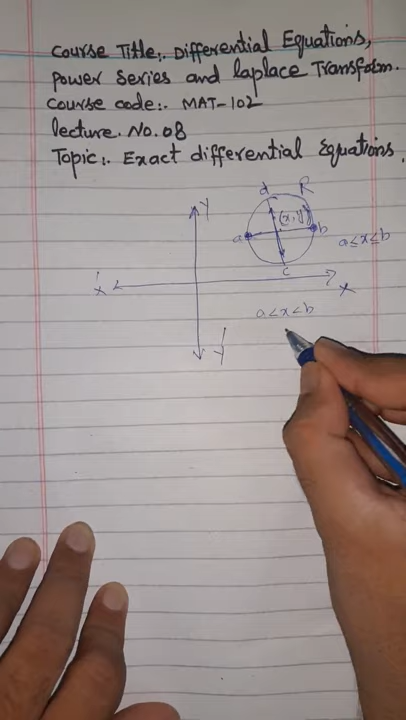 Course Title:. Differential Equations,
Power Series and laplace Transform.
Course code:. MAT-102
lecture. No. 08
Topic:. Exact differential Equations.
Y
d R
(x, y)
a b a≤x≤b
c
x' X
a<x<b
y'